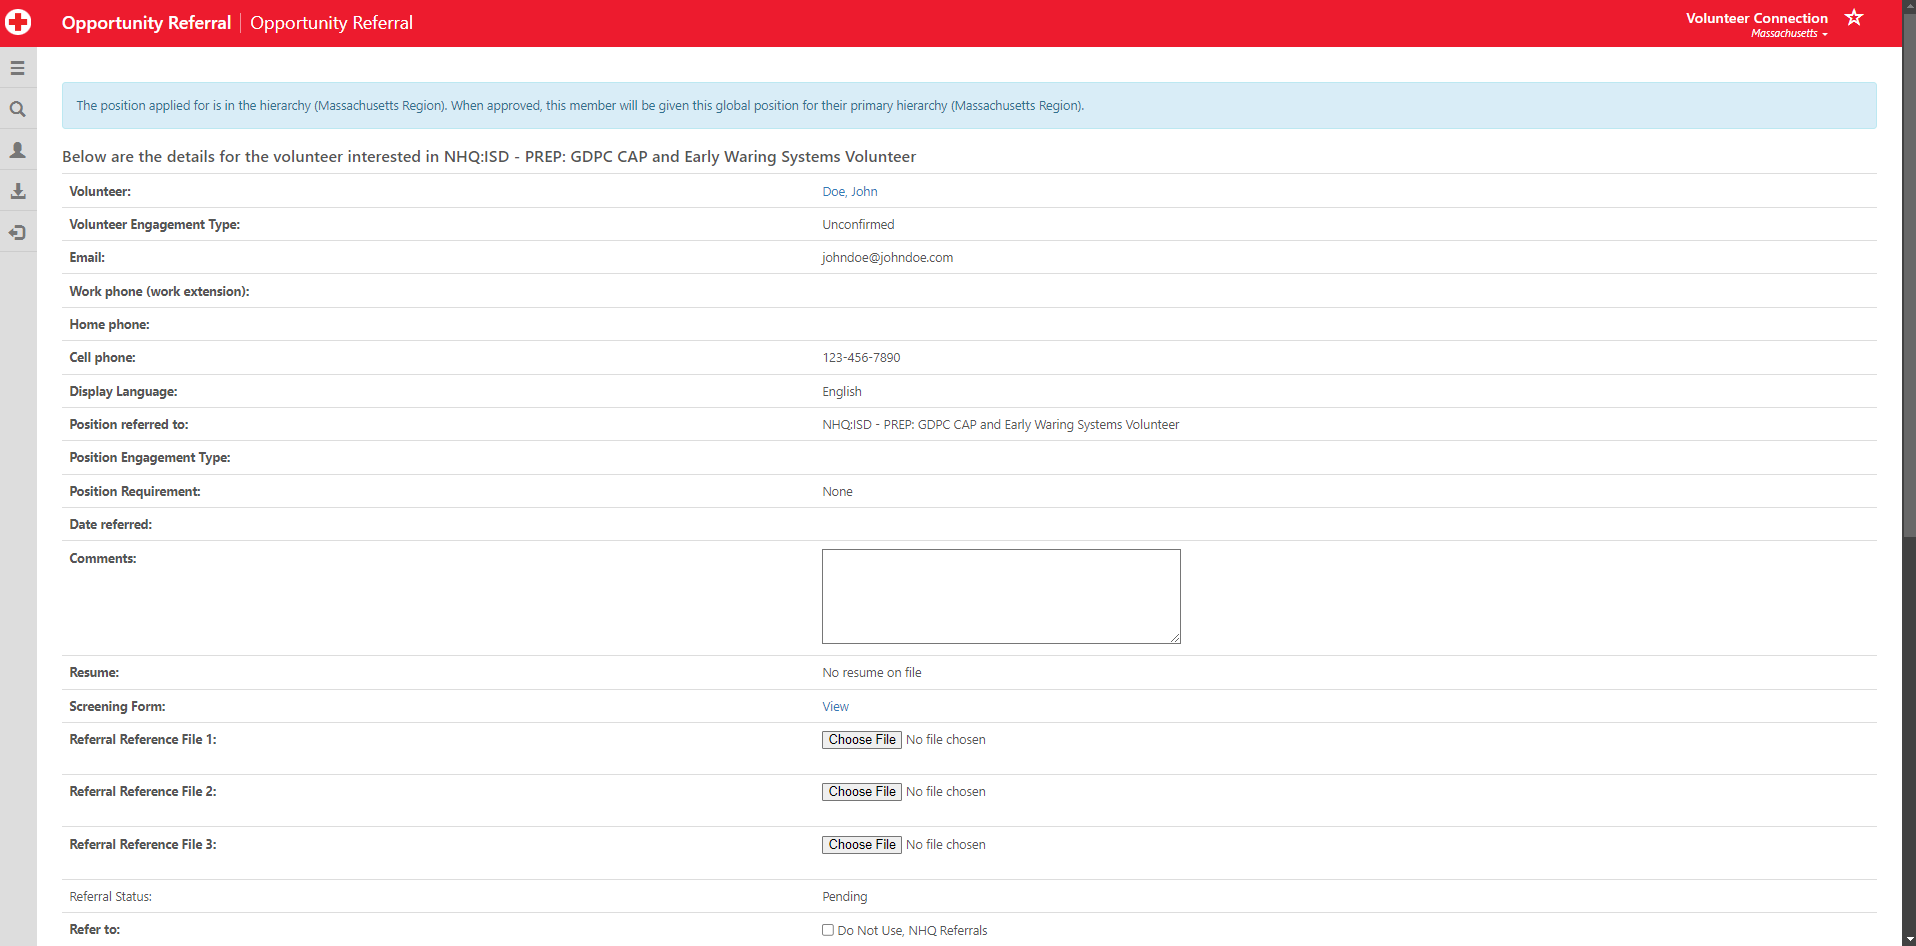 Opportunity Referral | Opportunity Referral
Volunteer Connection
Massachusetts
The position applied for is in the hierarchy (Massachusetts Region). When approved, this member will be given this global position for their primary hierarchy (Massachusetts Region).
Below are the details for the volunteer interested in NHQ:ISD - PREP: GDPC CAP and Early Waring Systems Volunteer
Volunteer: Doe, John
Volunteer Engagement Type: Unconfirmed
Email: johndoe@johndoe.com
Work phone (work extension):
Home phone:
Cell phone: 123-456-7890
Display Language: English
Position referred to: NHQ:ISD - PREP: GDPC CAP and Early Waring Systems Volunteer
Position Engagement Type:
Position Requirement: None
Date referred:
Comments:
Resume: No resume on file
Screening Form: View
Referral Reference File 1: Choose File No file chosen
Referral Reference File 2: Choose File No file chosen
Referral Reference File 3: Choose File No file chosen
Referral Status: Pending
Refer to: Do Not Use, NHQ Referrals